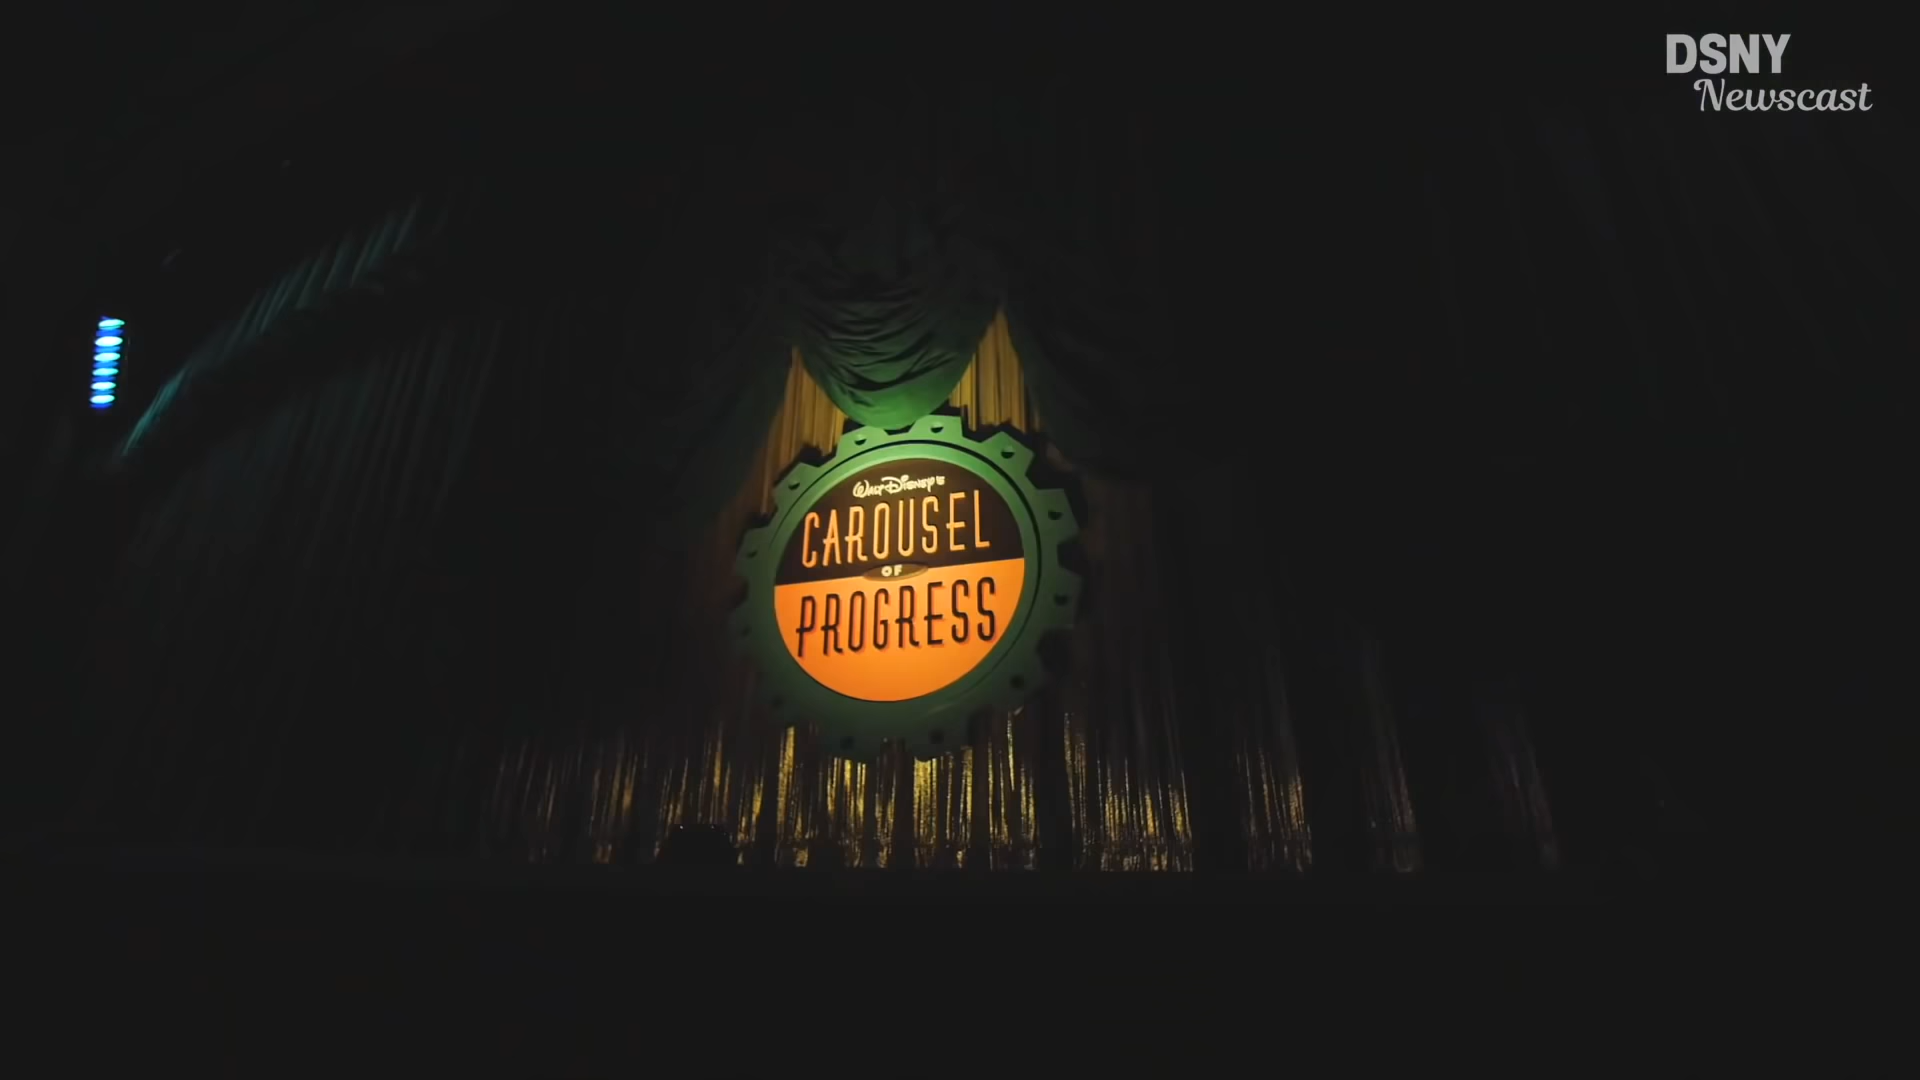 DSNY
Newscast
Walt Disney's
CAROUSEL
OF
PROGRESS